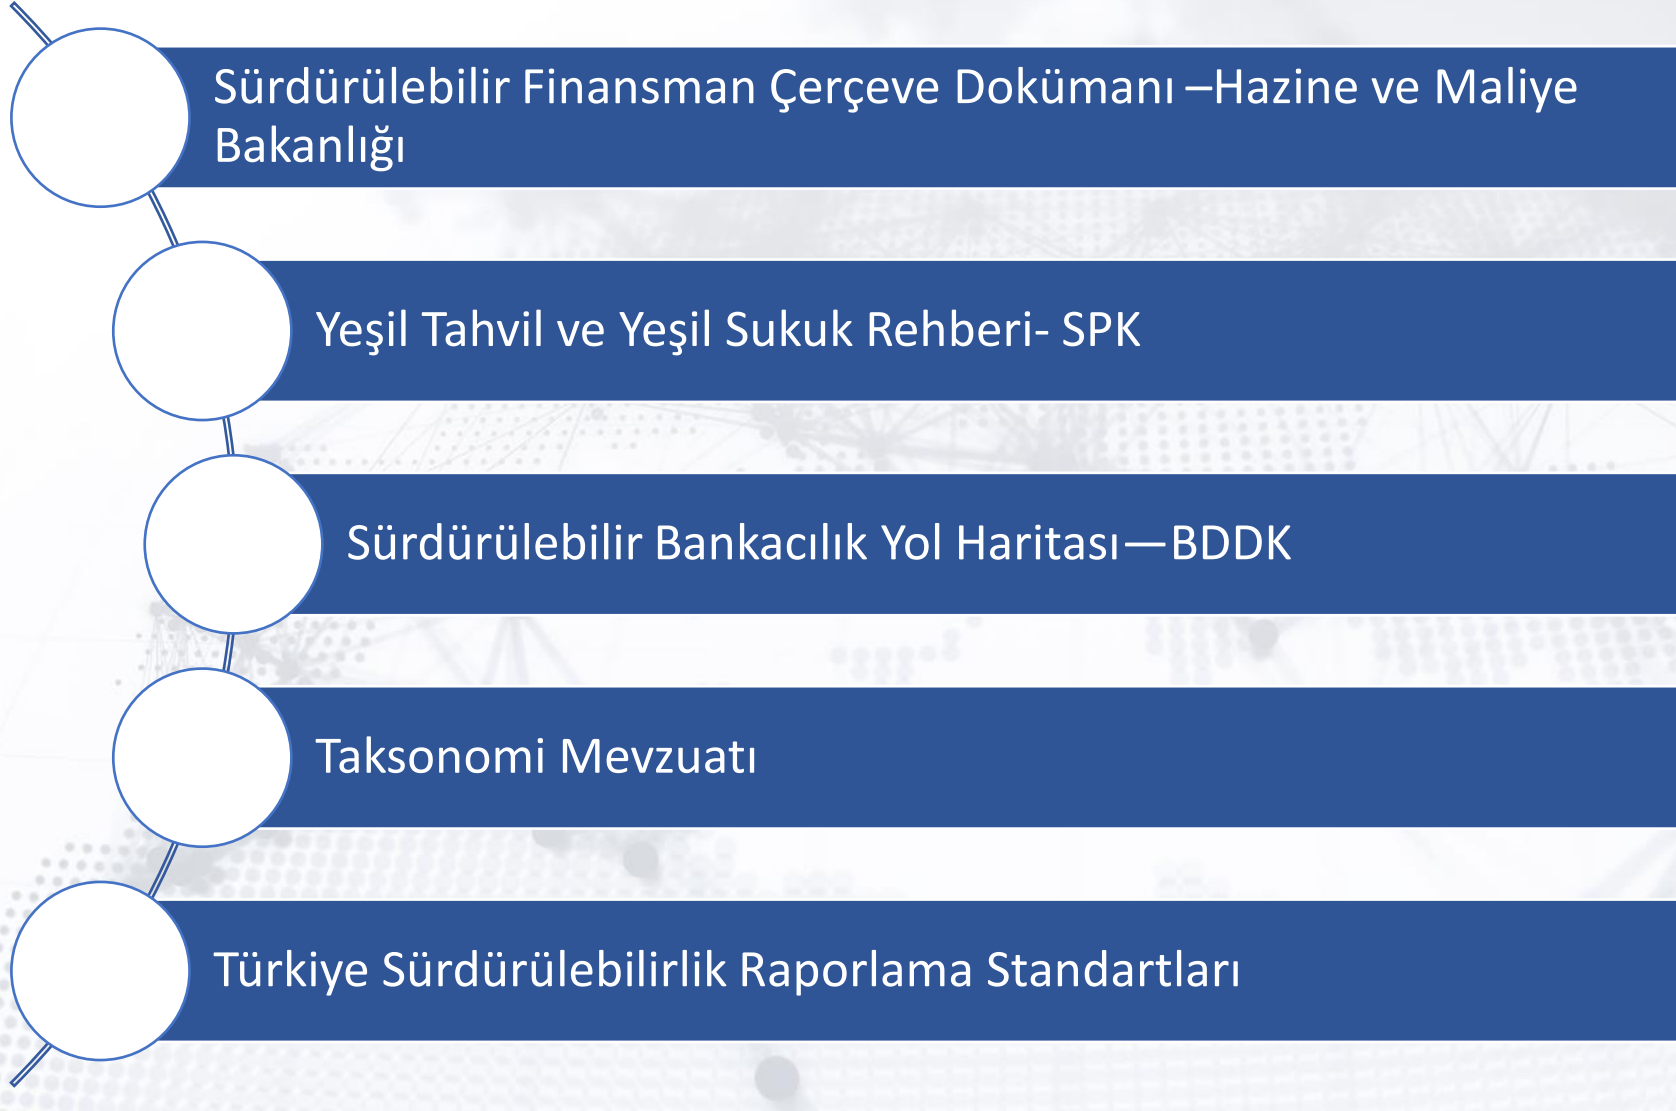 Sürdürülebilir Finansman Çerçeve Dokümanı –Hazine ve Maliye
Bakanlığı
Yeşil Tahvil ve Yeşil Sukuk Rehberi- SPK
Sürdürülebilir Bankacılık Yol Haritası—BDDK
Taksonomi Mevzuatı
Türkiye Sürdürülebilirlik Raporlama Standartları